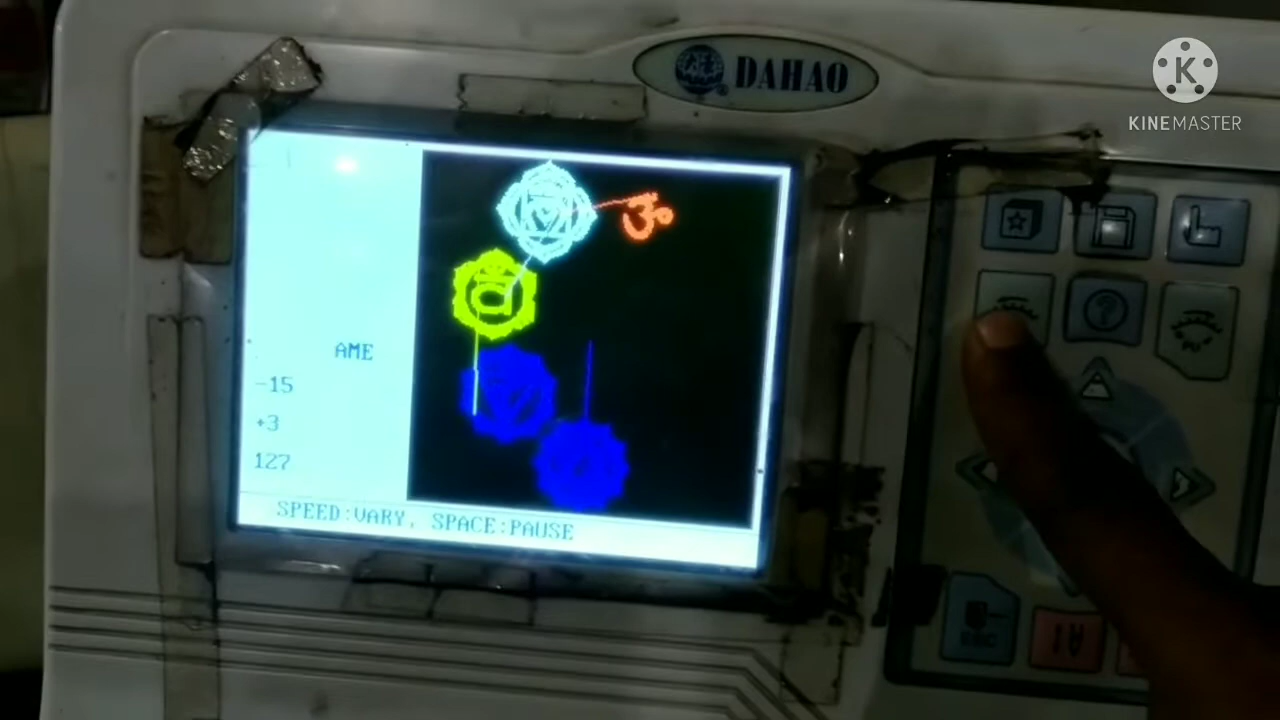 DAHAO
K
KINEMASTER
ॐ
AME
-15
+3
127
SPEED:VARY, SPACE:PAUSE
?